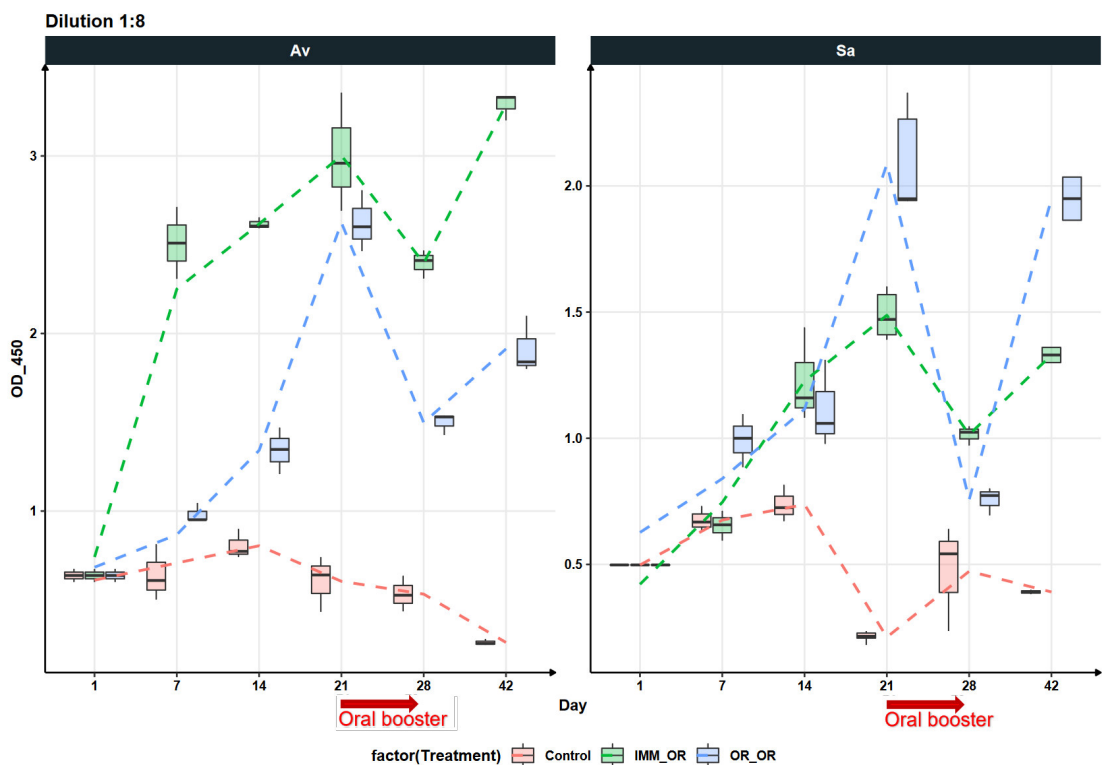 Dilution 1:8
Av
Sa
OD_450
3
2
1
2.0
1.5
1.0
0.5
1 7 14 21 28 42
1 7 14 21 28 42
Day
Oral booster
Oral booster
factor(Treatment) Control IMM_OR OR_OR